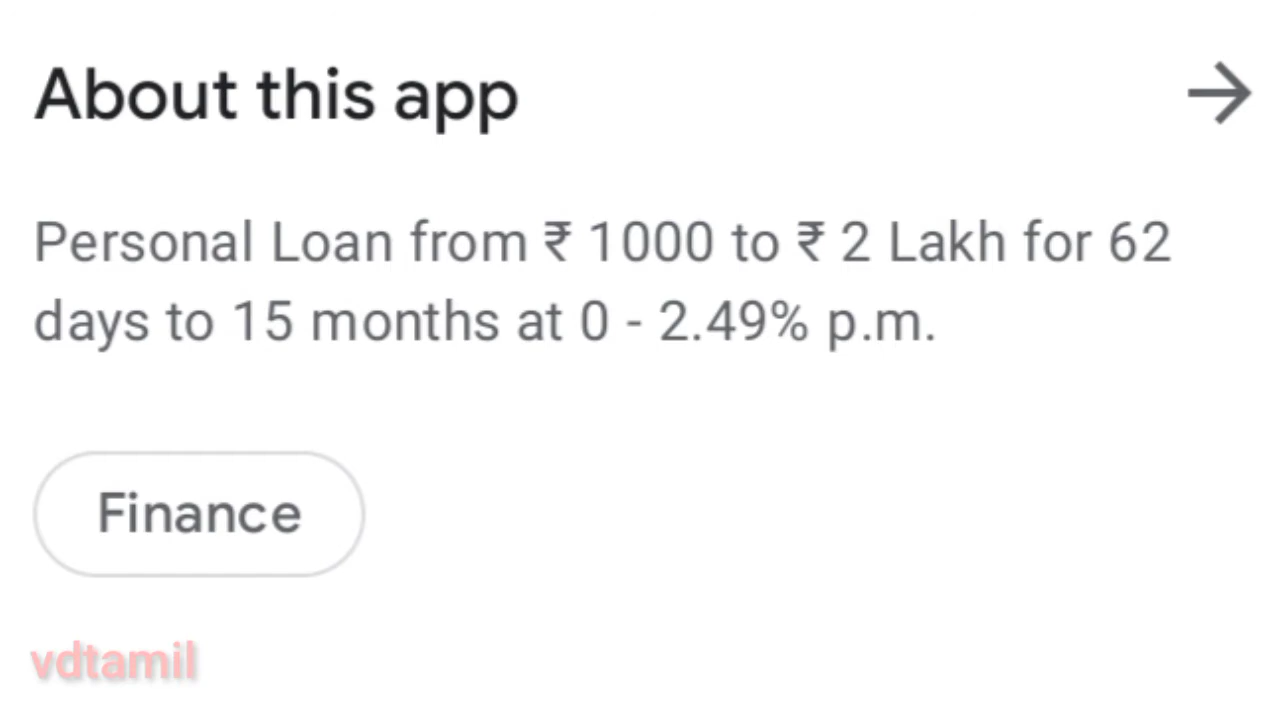 About this app
Personal Loan from ₹ 1000 to ₹ 2 Lakh for 62
days to 15 months at 0 - 2.49% p.m.
Finance
vdtamil